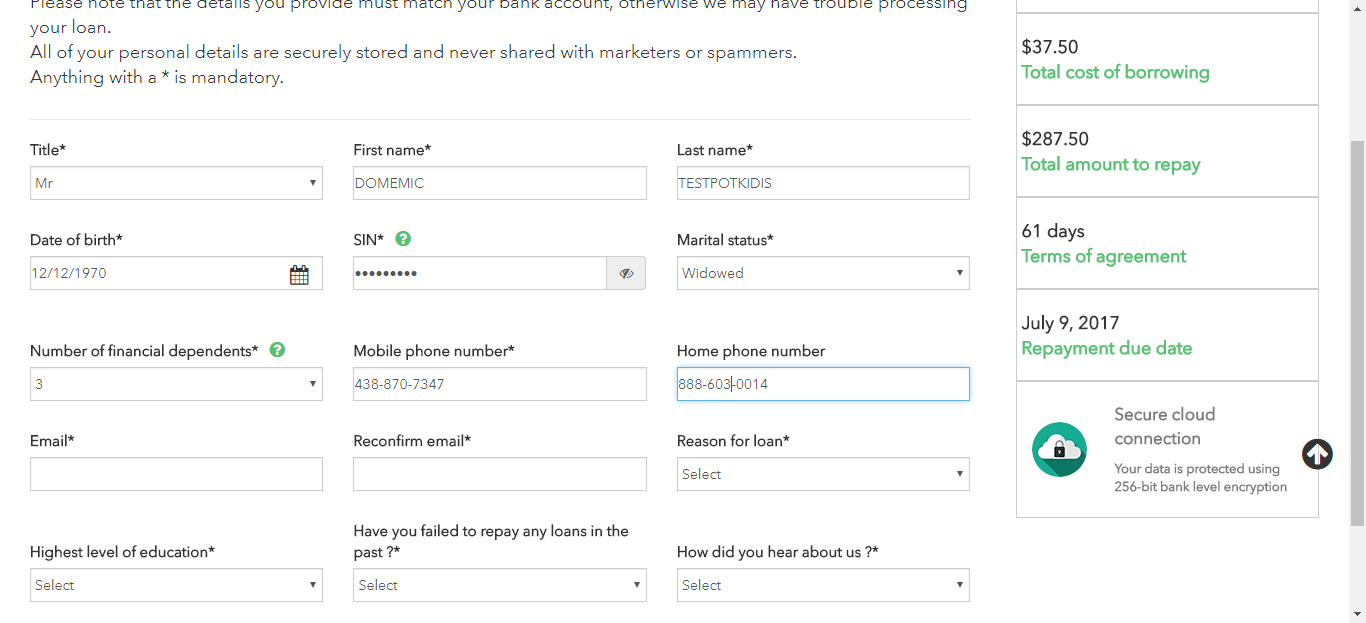 Please note that the details you provide must match your bank account, otherwise we may have trouble processing
your loan.
All of your personal details are securely stored and never shared with marketers or spammers.
Anything with a * is mandatory.
Title* First name* Last name*
Mr DOMEMIC TESTPOTKIDIS
Date of birth* SIN* Marital status*
12/12/1970 ••••••••• Widowed
Number of financial dependents* Mobile phone number* Home phone number
3 438-870-7347 888-603-0014
Email* Reconfirm email* Reason for loan*
Select
Have you failed to repay any loans in the
Highest level of education* past ?* How did you hear about us ?*
Select Select Select
$37.50
Total cost of borrowing
$287.50
Total amount to repay
61 days
Terms of agreement
July 9, 2017
Repayment due date
Secure cloud
connection
Your data is protected using
256-bit bank level encryption